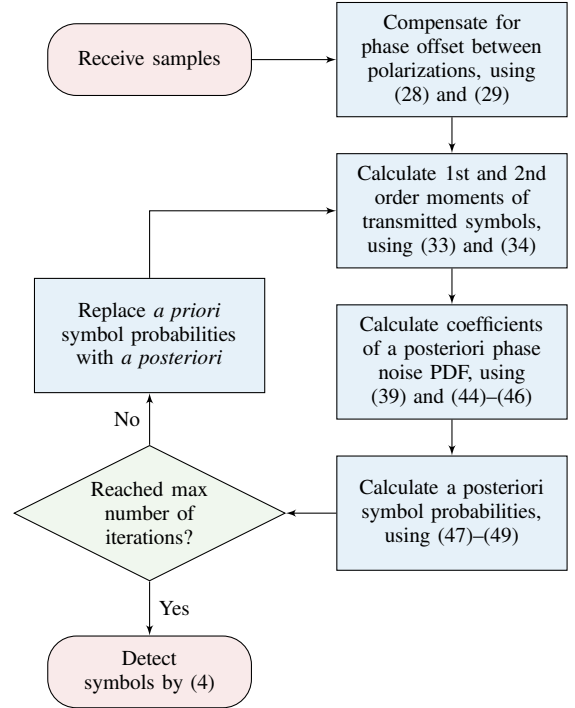 Receive samples
Compensate for
phase offset between
polarizations, using
(28) and (29)
Calculate 1st and 2nd
order moments of
transmitted symbols,
using (33) and (34)
Calculate coefficients
of a posteriori phase
noise PDF, using
(39) and (44)–(46)
Calculate a posteriori
symbol probabilities,
using (47)–(49)
Reached max
number of
iterations?
No
Replace a priori
symbol probabilities
with a posteriori
Yes
Detect
symbols by (4)